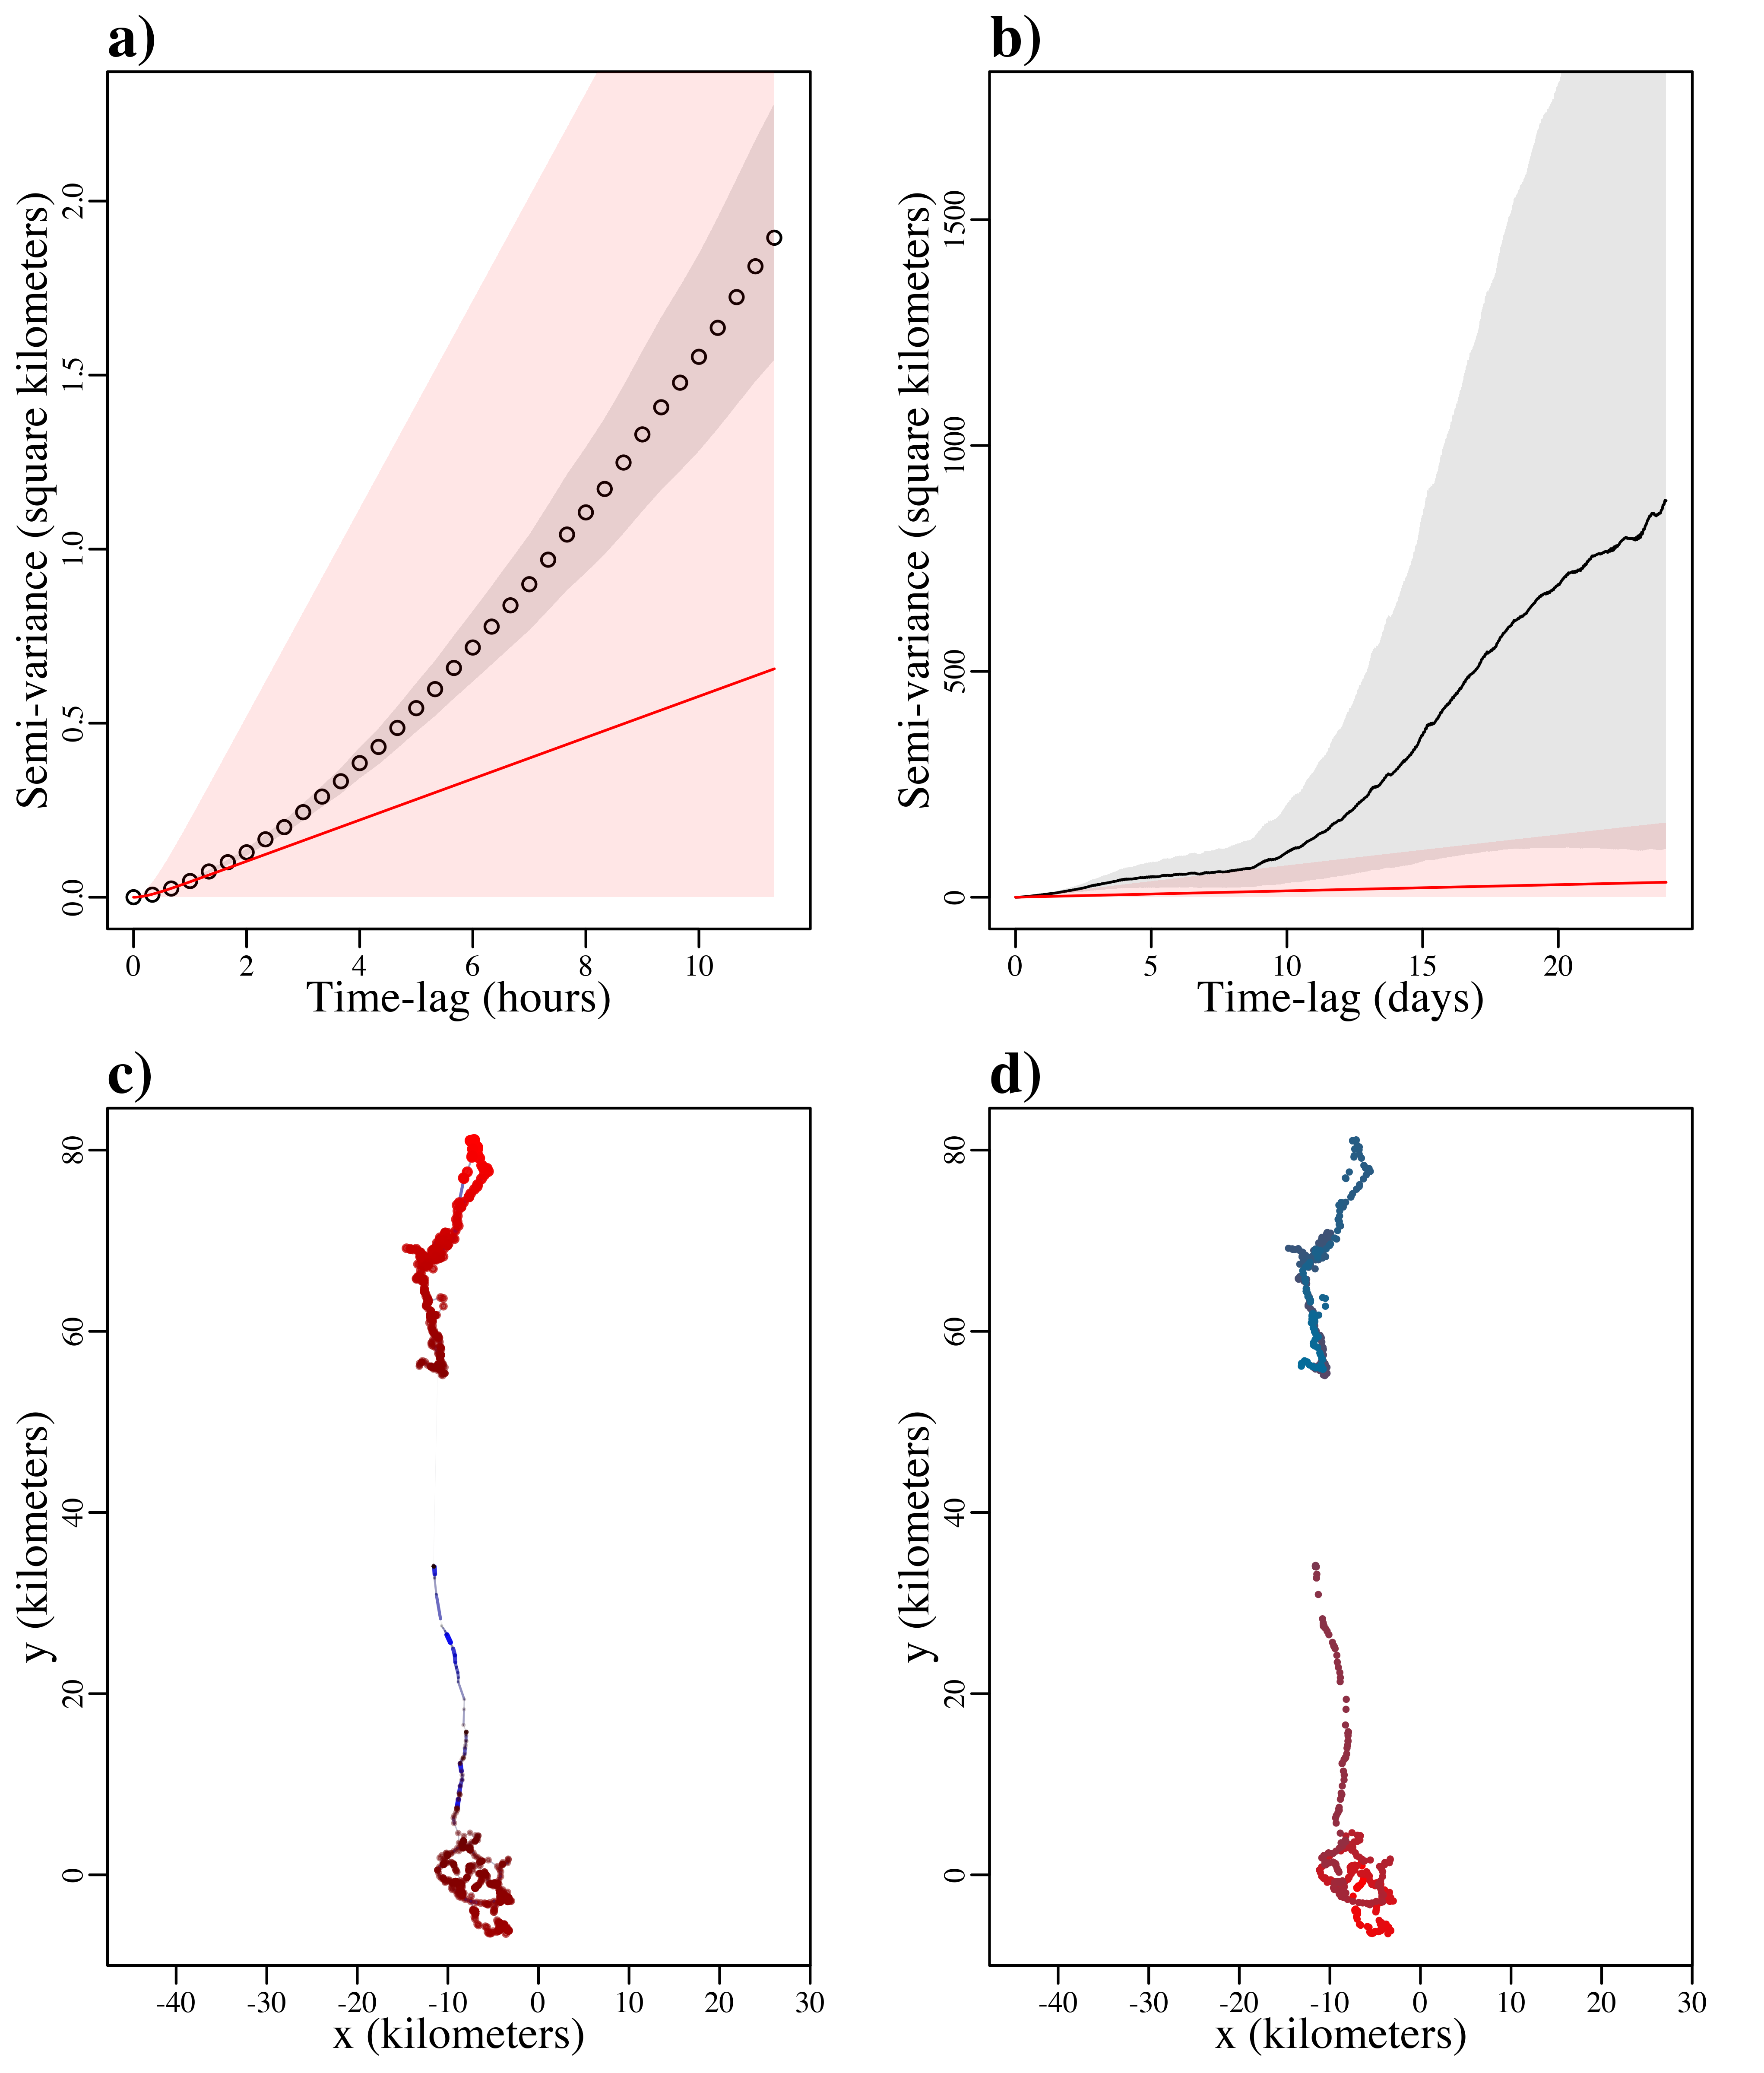 a)
Semi-variance (square kilometers)
0.0 0.5 1.0 1.5 2.0
0 2 4 6 8 10
Time-lag (hours)
b)
Semi-variance (square kilometers)
0 500 1000 1500
0 5 10 15 20
Time-lag (days)
c)
y (kilometers)
0 20 40 60 80
-40 -30 -20 -10 0 10 20 30
x (kilometers)
d)
y (kilometers)
0 20 40 60 80
-40 -30 -20 -10 0 10 20 30
x (kilometers)